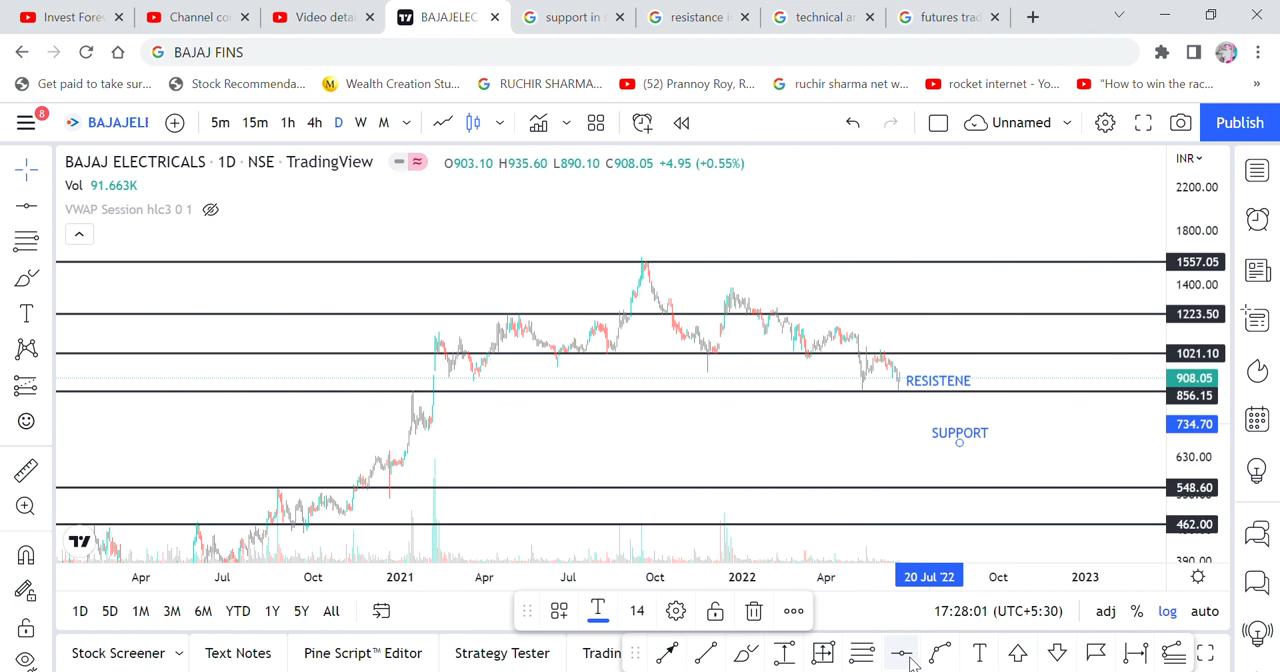 Invest Fores
Channel co
Video detai
BAJAJELEC
support in s
resistance i
technical an
futures trad
BAJAJ FINS
Get paid to take sur...
Stock Recommenda...
Wealth Creation Stu...
RUCHIR SHARMA...
(52) Prannoy Roy, R...
ruchir sharma net w...
rocket internet - Yo...
"How to win the rac...
8
BAJAJELE
5m 15m 1h 4h D W M
Unnamed
Publish
BAJAJ ELECTRICALS · 1D · NSE · TradingView
O903.10 H935.60 L890.10 C908.05 +4.95 (+0.55%)
INR
Vol 91.663K
VWAP Session hlc3 0 1
2200.00
1800.00
1557.05
1400.00
1223.50
1021.10
908.05
RESISTENE
856.15
734.70
SUPPORT
630.00
548.60
462.00
390.00
Apr Jul Oct 2021 Apr Jul Oct 2022 Apr 20 Jul '22 Oct 2023
1D 5D 1M 3M 6M YTD 1Y 5Y All
14
17:28:01 (UTC+5:30)
adj % log auto
Stock Screener
Text Notes
Pine Script™ Editor
Strategy Tester
Tradin